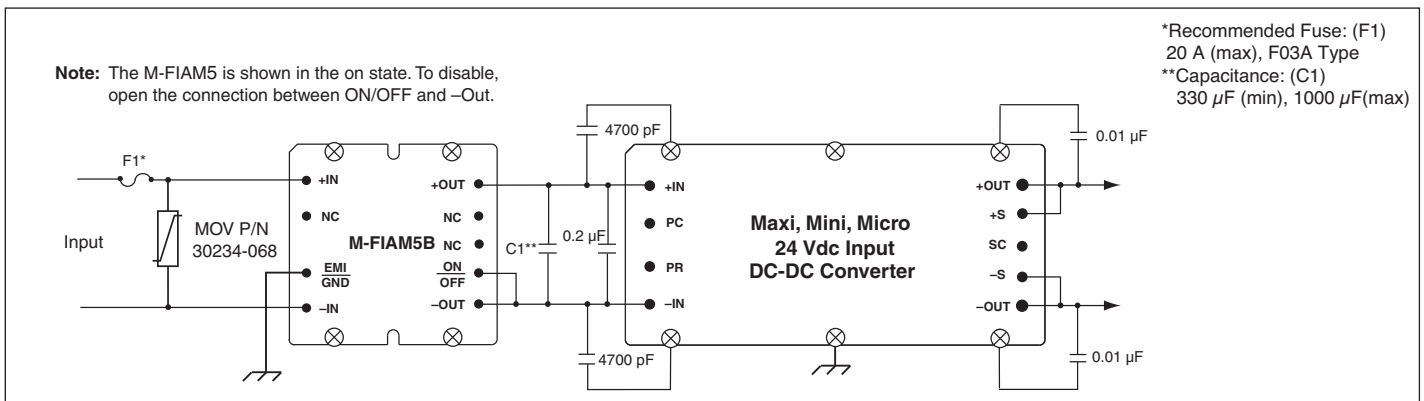 *Recommended Fuse: (F1)
20 A (max), F03A Type
**Capacitance: (C1)
330 µF (min), 1000 µF(max)
Note: The M-FIAM5 is shown in the on state. To disable,
open the connection between ON/OFF and –Out.
4700 pF
0.01 µF
F1*
+IN
+OUT
+IN
+OUT
NC
NC
PC
+S
Input
MOV P/N
30234-068
M-FIAM5B
NC
C1**
0.2 µF
Maxi, Mini, Micro
24 Vdc Input
DC-DC Converter
SC
EMI
GND
ON
OFF
PR
–S
–IN
–OUT
–IN
–OUT
4700 pF
0.01 µF